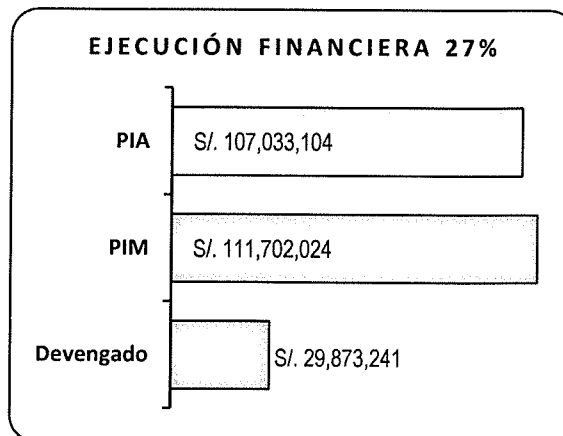 EJECUCIÓN FINANCIERA 27%
PIA S/. 107,033,104
PIM S/. 111,702,024
Devengado S/. 29,873,241